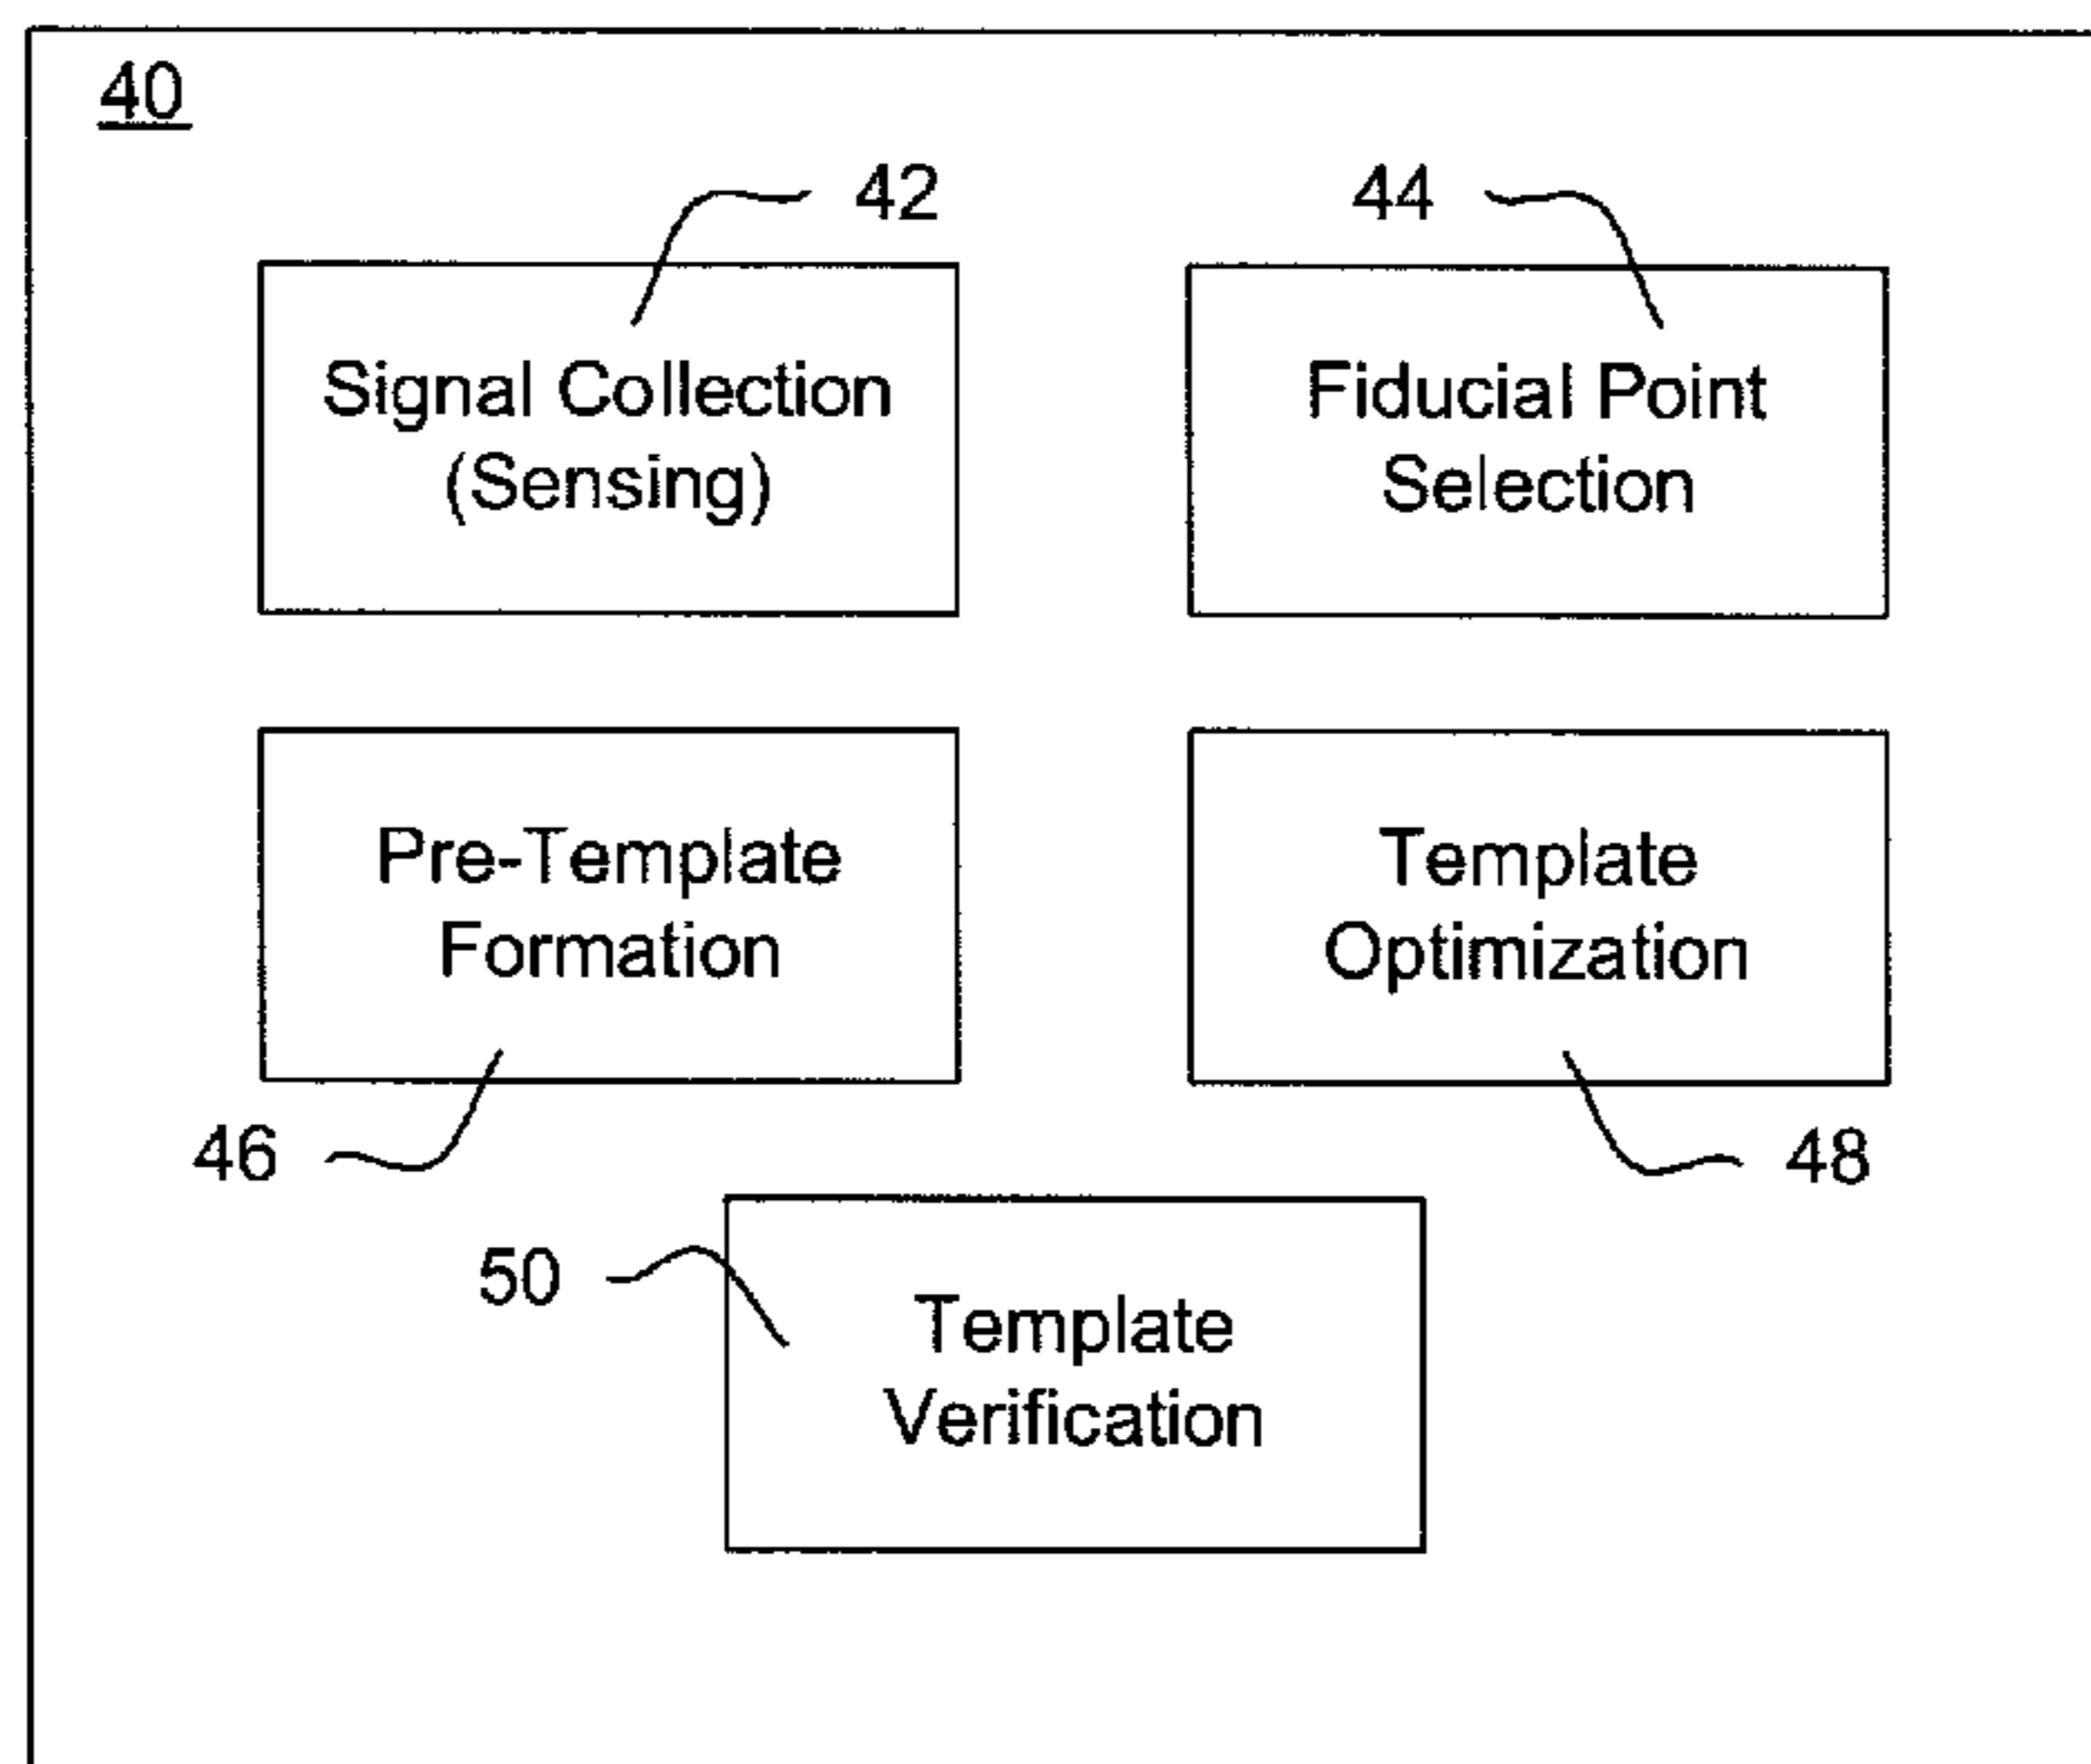 40
42
44
Signal Collection
(Sensing)
Fiducial Point
Selection
Pre-Template
Formation
Template
Optimization
46
48
50
Template
Verification